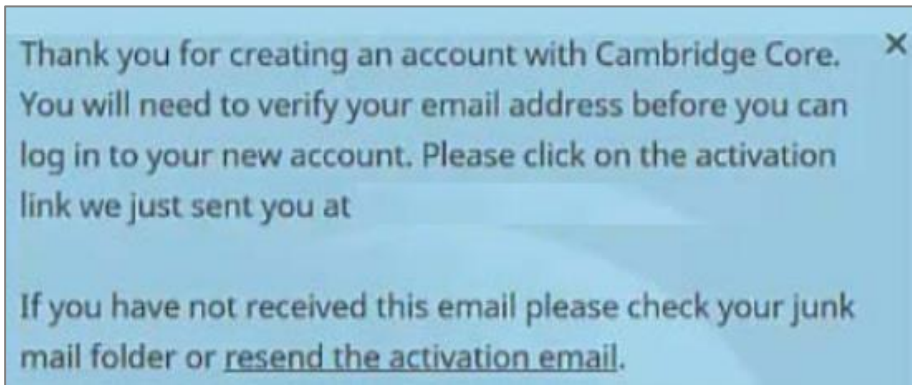 Thank you for creating an account with Cambridge Core.
You will need to verify your email address before you can
log in to your new account. Please click on the activation
link we just sent you at
If you have not received this email please check your junk
mail folder or resend the activation email.